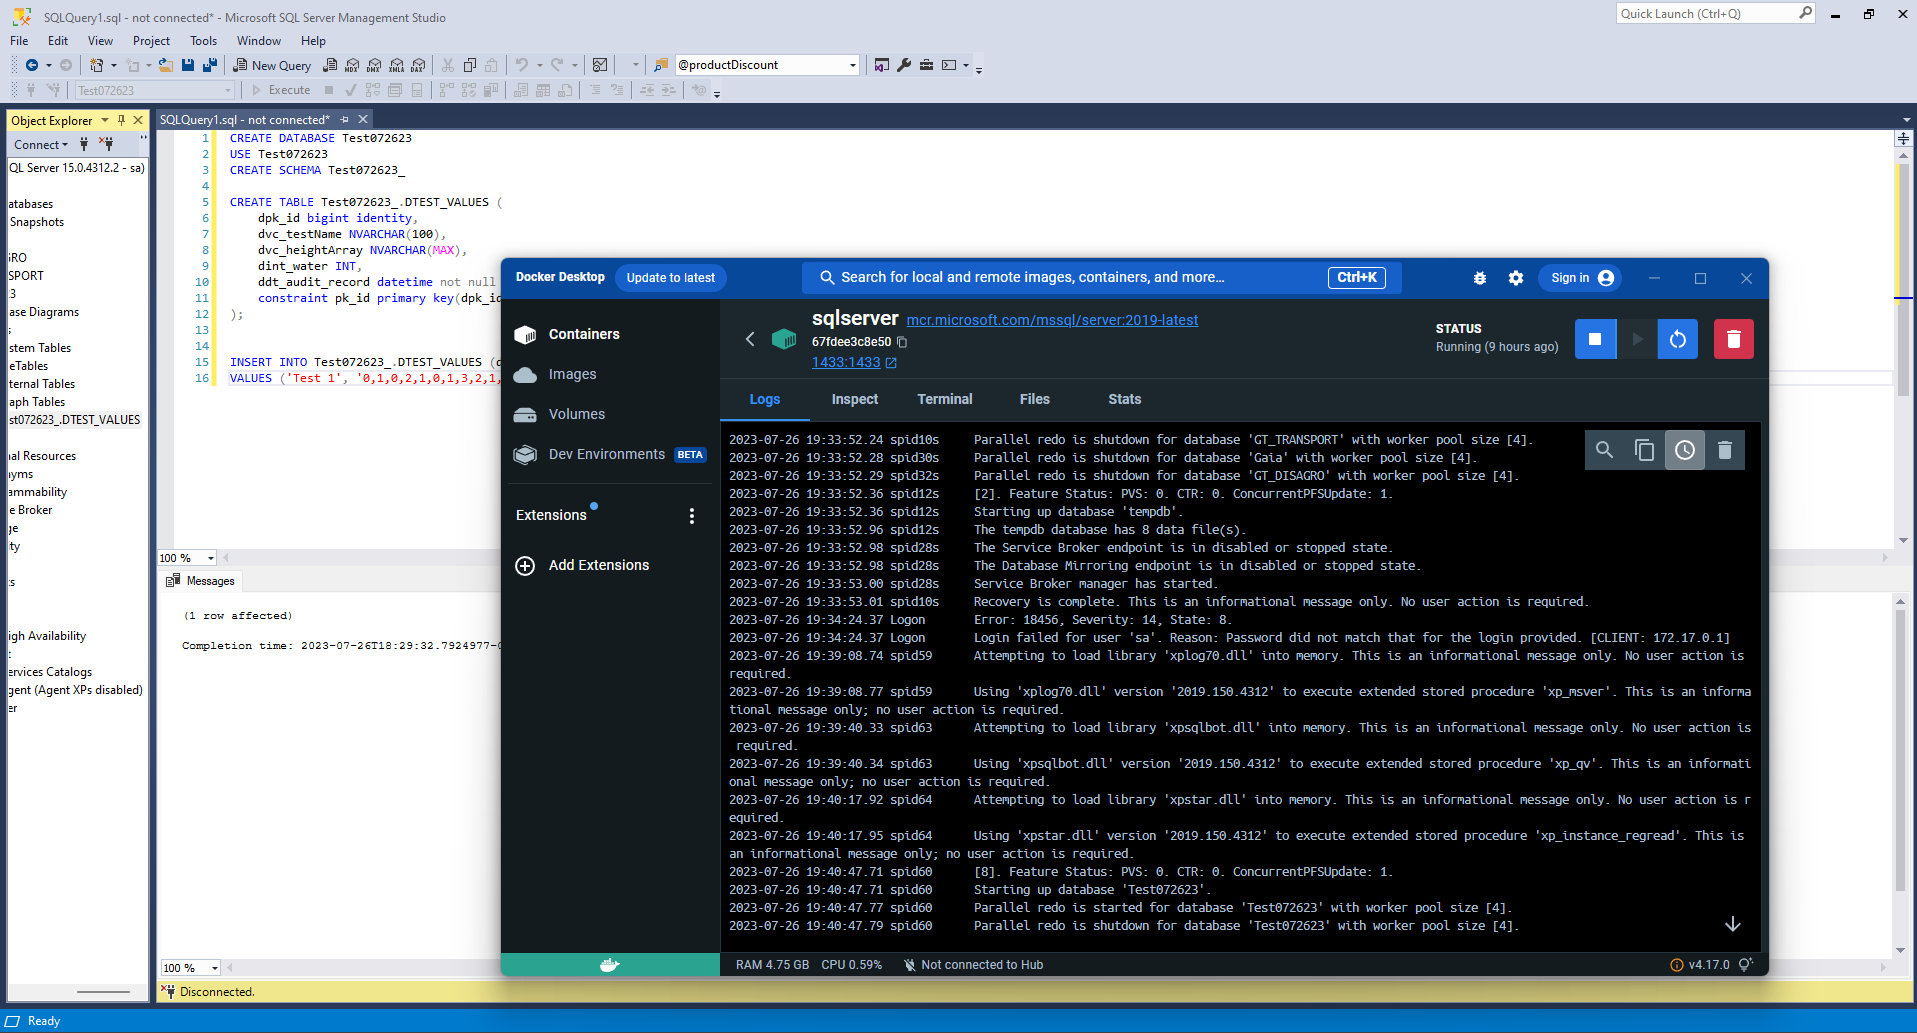 SQLQuery1.sql - not connected* - Microsoft SQL Server Management Studio
Quick Launch (Ctrl+Q)
File Edit View Project Tools Window Help
New Query MDX DMX XMLA DAX @productDiscount
Test072623 Execute
Object Explorer
Connect
QL Server 15.0.4312.2 - sa)
atabases
Snapshots
GRO
SPORT
3
ase Diagrams
s
stem Tables
eTables
ternal Tables
aph Tables
st072623_.DTEST_VALUES
nal Resources
nyms
ammability
e Broker
ge
ity
ts
igh Availability
t
ervices Catalogs
gent (Agent XPs disabled)
er
SQLQuery1.sql - not connected*
1 CREATE DATABASE Test072623
2 USE Test072623
3 CREATE SCHEMA Test072623_
4
5 CREATE TABLE Test072623_.DTEST_VALUES (
6 dpk_id bigint identity,
7 dvc_testName NVARCHAR(100),
8 dvc_heightArray NVARCHAR(MAX),
9 dint_water INT,
10 ddt_audit_record datetime not null
11 constraint pk_id primary key(dpk_id
12 );
13
14
15 INSERT INTO Test072623_.DTEST_VALUES (d
16 VALUES ('Test 1', '0,1,0,2,1,0,1,3,2,1,
100 %
Messages
(1 row affected)
Completion time: 2023-07-26T18:29:32.7924977-0
100 %
Disconnected.
Ready
Docker Desktop Update to latest Search for local and remote images, containers, and more... Ctrl+K Sign in
Containers
Images
Volumes
Dev Environments BETA
Extensions
Add Extensions
sqlserver mcr.microsoft.com/mssql/server:2019-latest
67fdee3c8e50
1433:1433
STATUS
Running (9 hours ago)
Logs Inspect Terminal Files Stats
2023-07-26 19:33:52.24 spid10s Parallel redo is shutdown for database 'GT_TRANSPORT' with worker pool size [4].
2023-07-26 19:33:52.28 spid30s Parallel redo is shutdown for database 'Gaia' with worker pool size [4].
2023-07-26 19:33:52.29 spid32s Parallel redo is shutdown for database 'GT_DISAGRO' with worker pool size [4].
2023-07-26 19:33:52.36 spid12s [2]. Feature Status: PVS: 0. CTR: 0. ConcurrentPFSUpdate: 1.
2023-07-26 19:33:52.36 spid12s Starting up database 'tempdb'.
2023-07-26 19:33:52.96 spid12s The tempdb database has 8 data file(s).
2023-07-26 19:33:52.98 spid28s The Service Broker endpoint is in disabled or stopped state.
2023-07-26 19:33:52.98 spid28s The Database Mirroring endpoint is in disabled or stopped state.
2023-07-26 19:33:53.00 spid28s Service Broker manager has started.
2023-07-26 19:33:53.01 spid10s Recovery is complete. This is an informational message only. No user action is required.
2023-07-26 19:34:24.37 Logon Error: 18456, Severity: 14, State: 8.
2023-07-26 19:34:24.37 Logon Login failed for user 'sa'. Reason: Password did not match that for the login provided. [CLIENT: 172.17.0.1]
2023-07-26 19:39:08.74 spid59 Attempting to load library 'xplog70.dll' into memory. This is an informational message only. No user action is
required.
2023-07-26 19:39:08.77 spid59 Using 'xplog70.dll' version '2019.150.4312' to execute extended stored procedure 'xp_msver'. This is an informa
tional message only; no user action is required.
2023-07-26 19:39:40.33 spid63 Attempting to load library 'xpsqlbot.dll' into memory. This is an informational message only. No user action is
required.
2023-07-26 19:39:40.34 spid63 Using 'xpsqlbot.dll' version '2019.150.4312' to execute extended stored procedure 'xp_qv'. This is an informati
onal message only; no user action is required.
2023-07-26 19:40:17.92 spid64 Attempting to load library 'xpstar.dll' into memory. This is an informational message only. No user action is r
equired.
2023-07-26 19:40:17.95 spid64 Using 'xpstar.dll' version '2019.150.4312' to execute extended stored procedure 'xp_instance_regread'. This is
an informational message only; no user action is required.
2023-07-26 19:40:47.71 spid60 [8]. Feature Status: PVS: 0. CTR: 0. ConcurrentPFSUpdate: 1.
2023-07-26 19:40:47.71 spid60 Starting up database 'Test072623'.
2023-07-26 19:40:47.77 spid60 Parallel redo is started for database 'Test072623' with worker pool size [4].
2023-07-26 19:40:47.79 spid60 Parallel redo is shutdown for database 'Test072623' with worker pool size [4].
RAM 4.75 GB CPU 0.59% Not connected to Hub v4.17.0